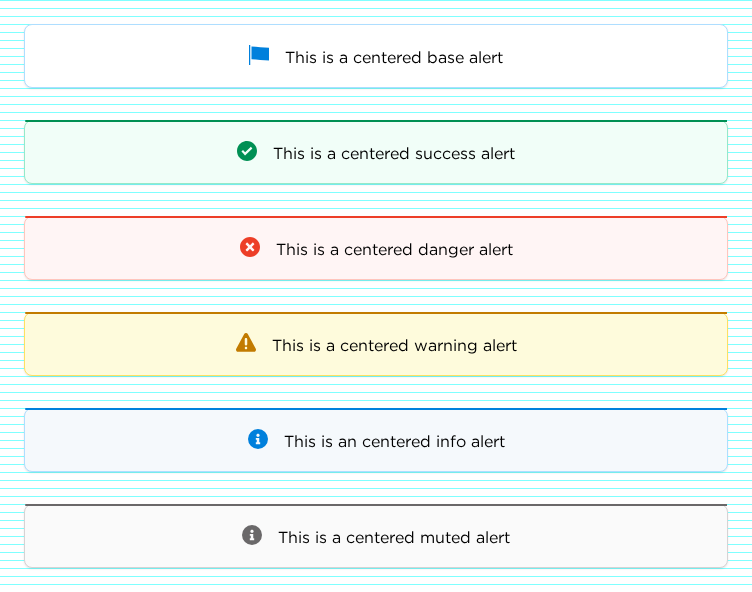 This is a centered base alert
This is a centered success alert
This is a centered danger alert
This is a centered warning alert
This is an centered info alert
This is a centered muted alert